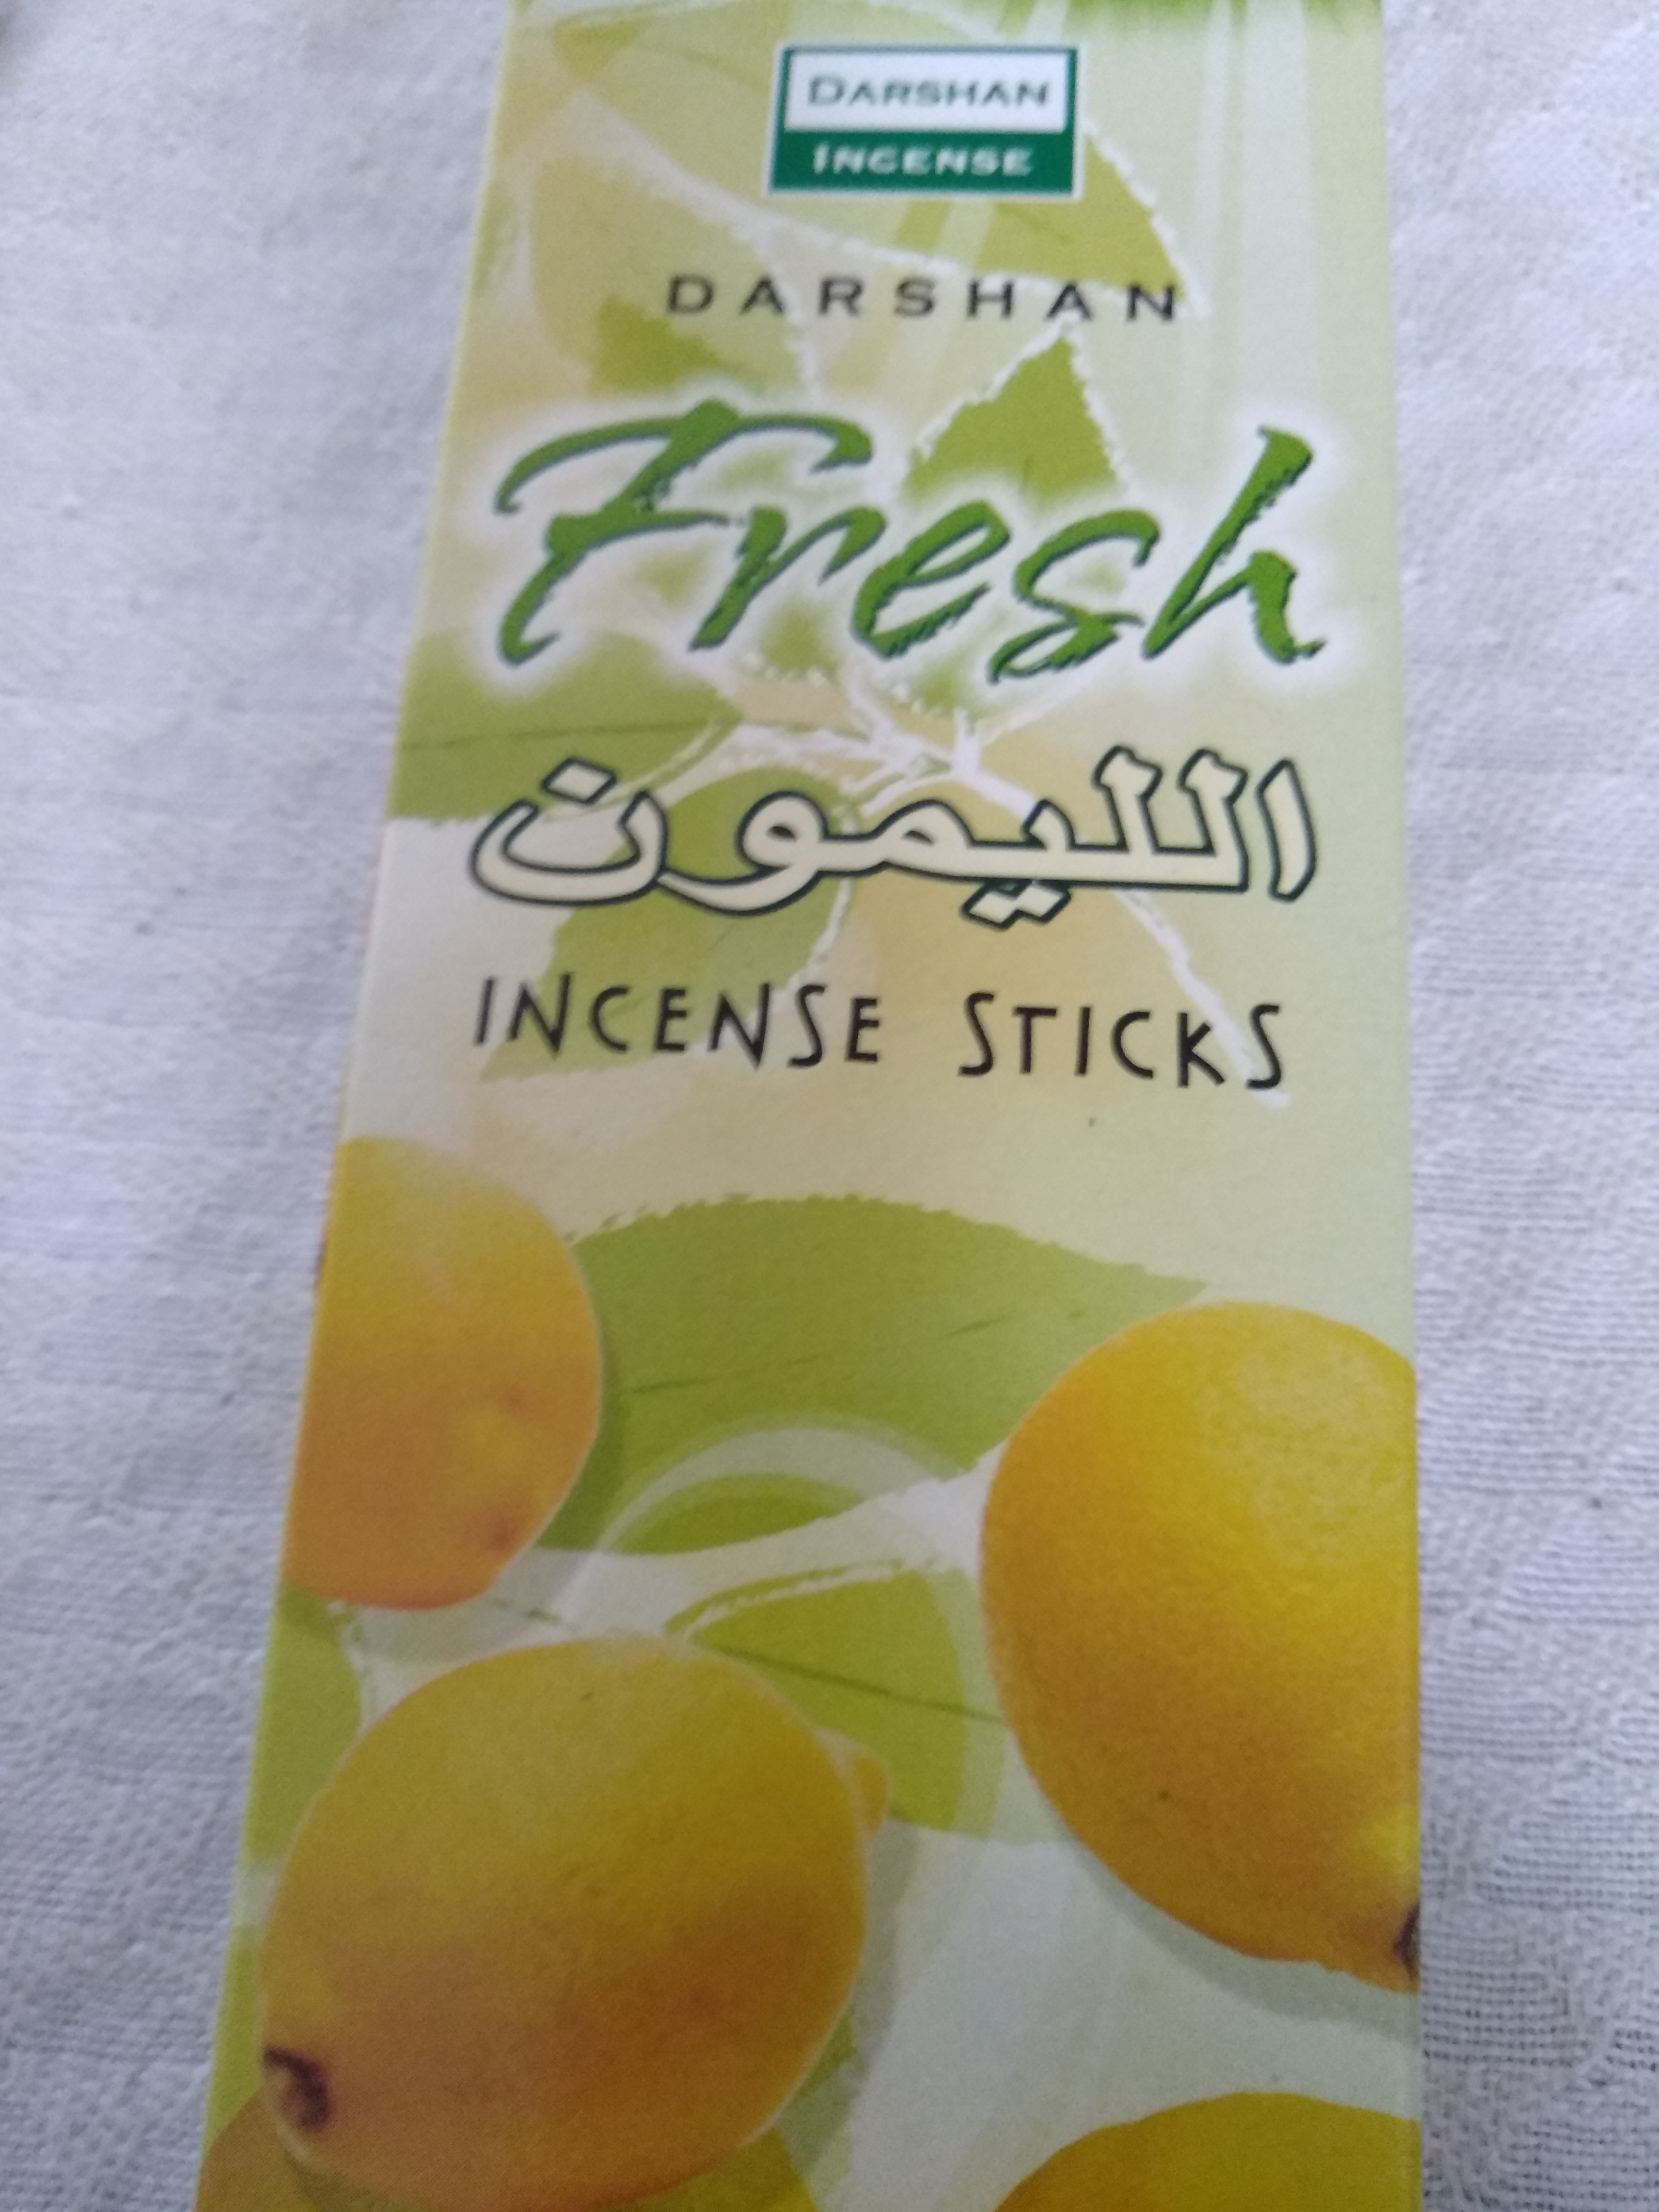 DARSHAN
INCENSE
DARSHAN
Fresh
الليمون
INCENSE STICKS